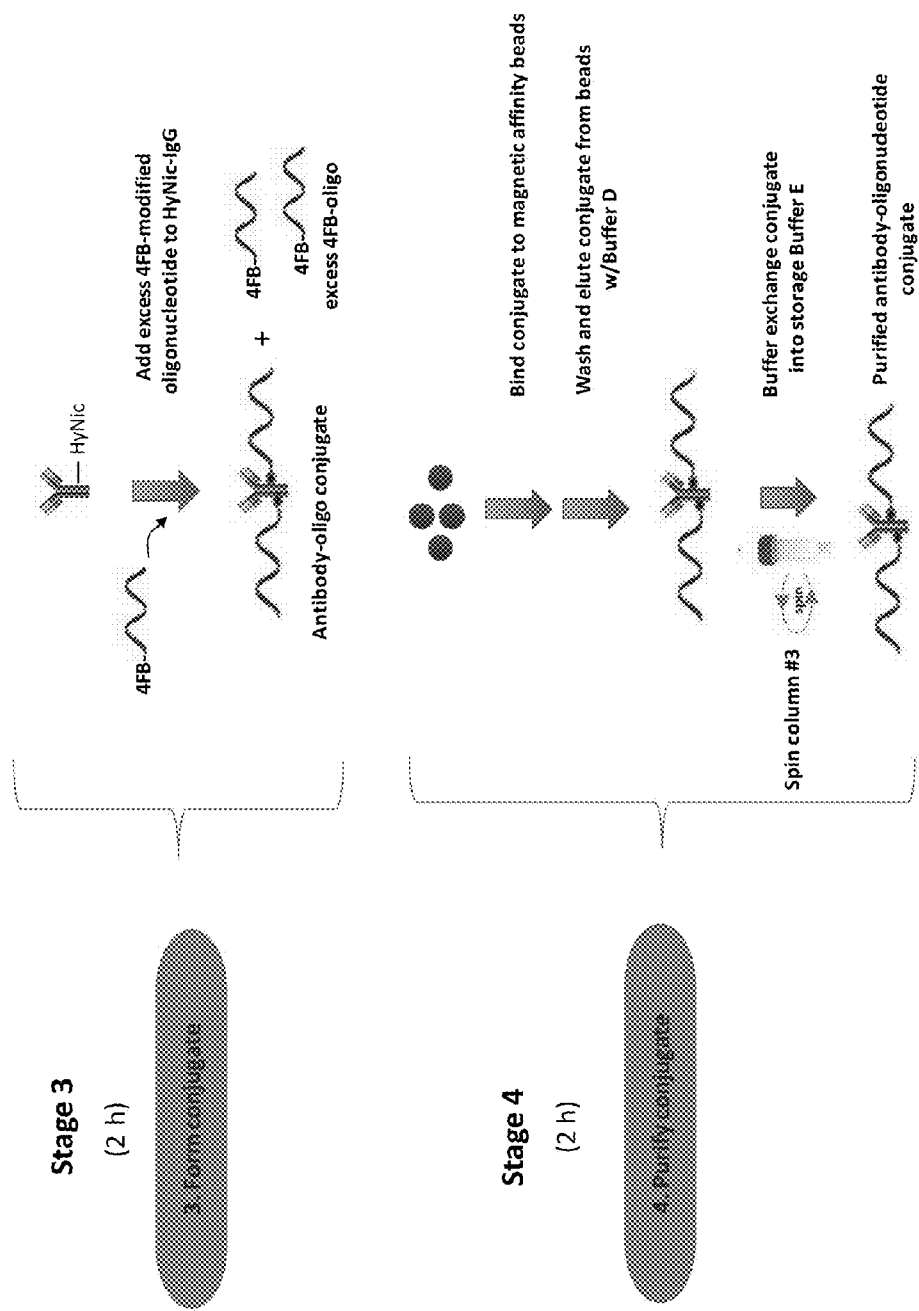 Stage 3
(2 h)
3. Form conjugate
4FB-
HyNic
Add excess 4FB-modified
oligonucleotide to HyNic-IgG
+
4FB-
4FB-
excess 4FB-oligo
Antibody-oligo conjugate
Stage 4
(2 h)
4. Purify conjugate
Bind conjugate to magnetic affinity beads
Wash and elute conjugate from beads
w/Buffer D
Spin column #3
spin
Buffer exchange conjugate
into storage Buffer E
Purified antibody-oligonudeotide
conjugate